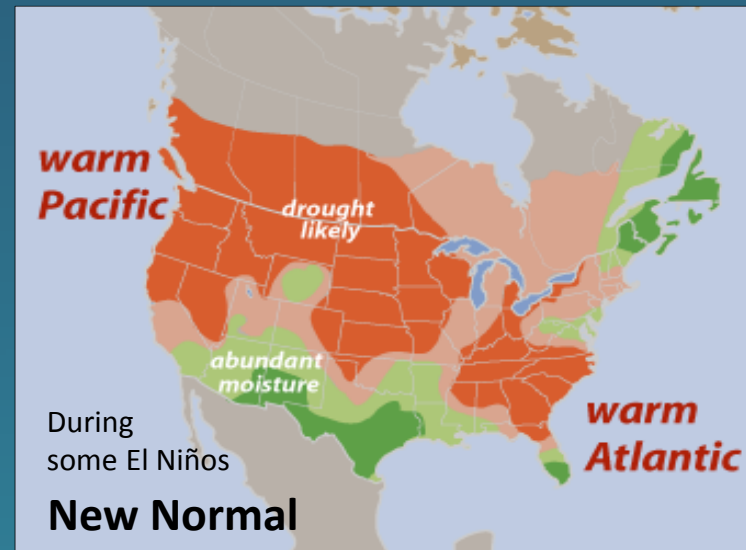 warm
Pacific
drought
likely
abundant
moisture
During
some El Niños
New Normal
warm
Atlantic